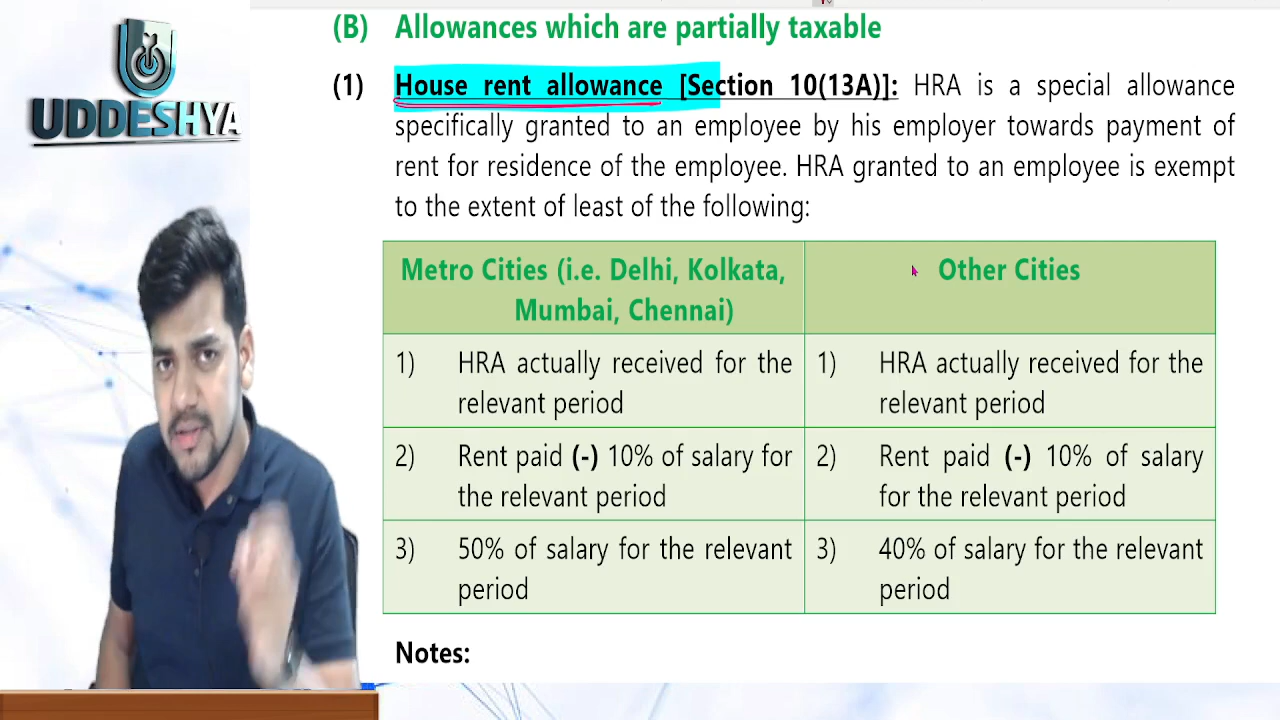 UDDESHYA
(B) Allowances which are partially taxable
(1) House rent allowance [Section 10(13A)]: HRA is a special allowance
specifically granted to an employee by his employer towards payment of
rent for residence of the employee. HRA granted to an employee is exempt
to the extent of least of the following:
Metro Cities (i.e. Delhi, Kolkata,
Mumbai, Chennai)
Other Cities
1) HRA actually received for the
relevant period
1) HRA actually received for the
relevant period
2) Rent paid (-) 10% of salary for
the relevant period
2) Rent paid (-) 10% of salary
for the relevant period
3) 50% of salary for the relevant
period
3) 40% of salary for the relevant
period
Notes: